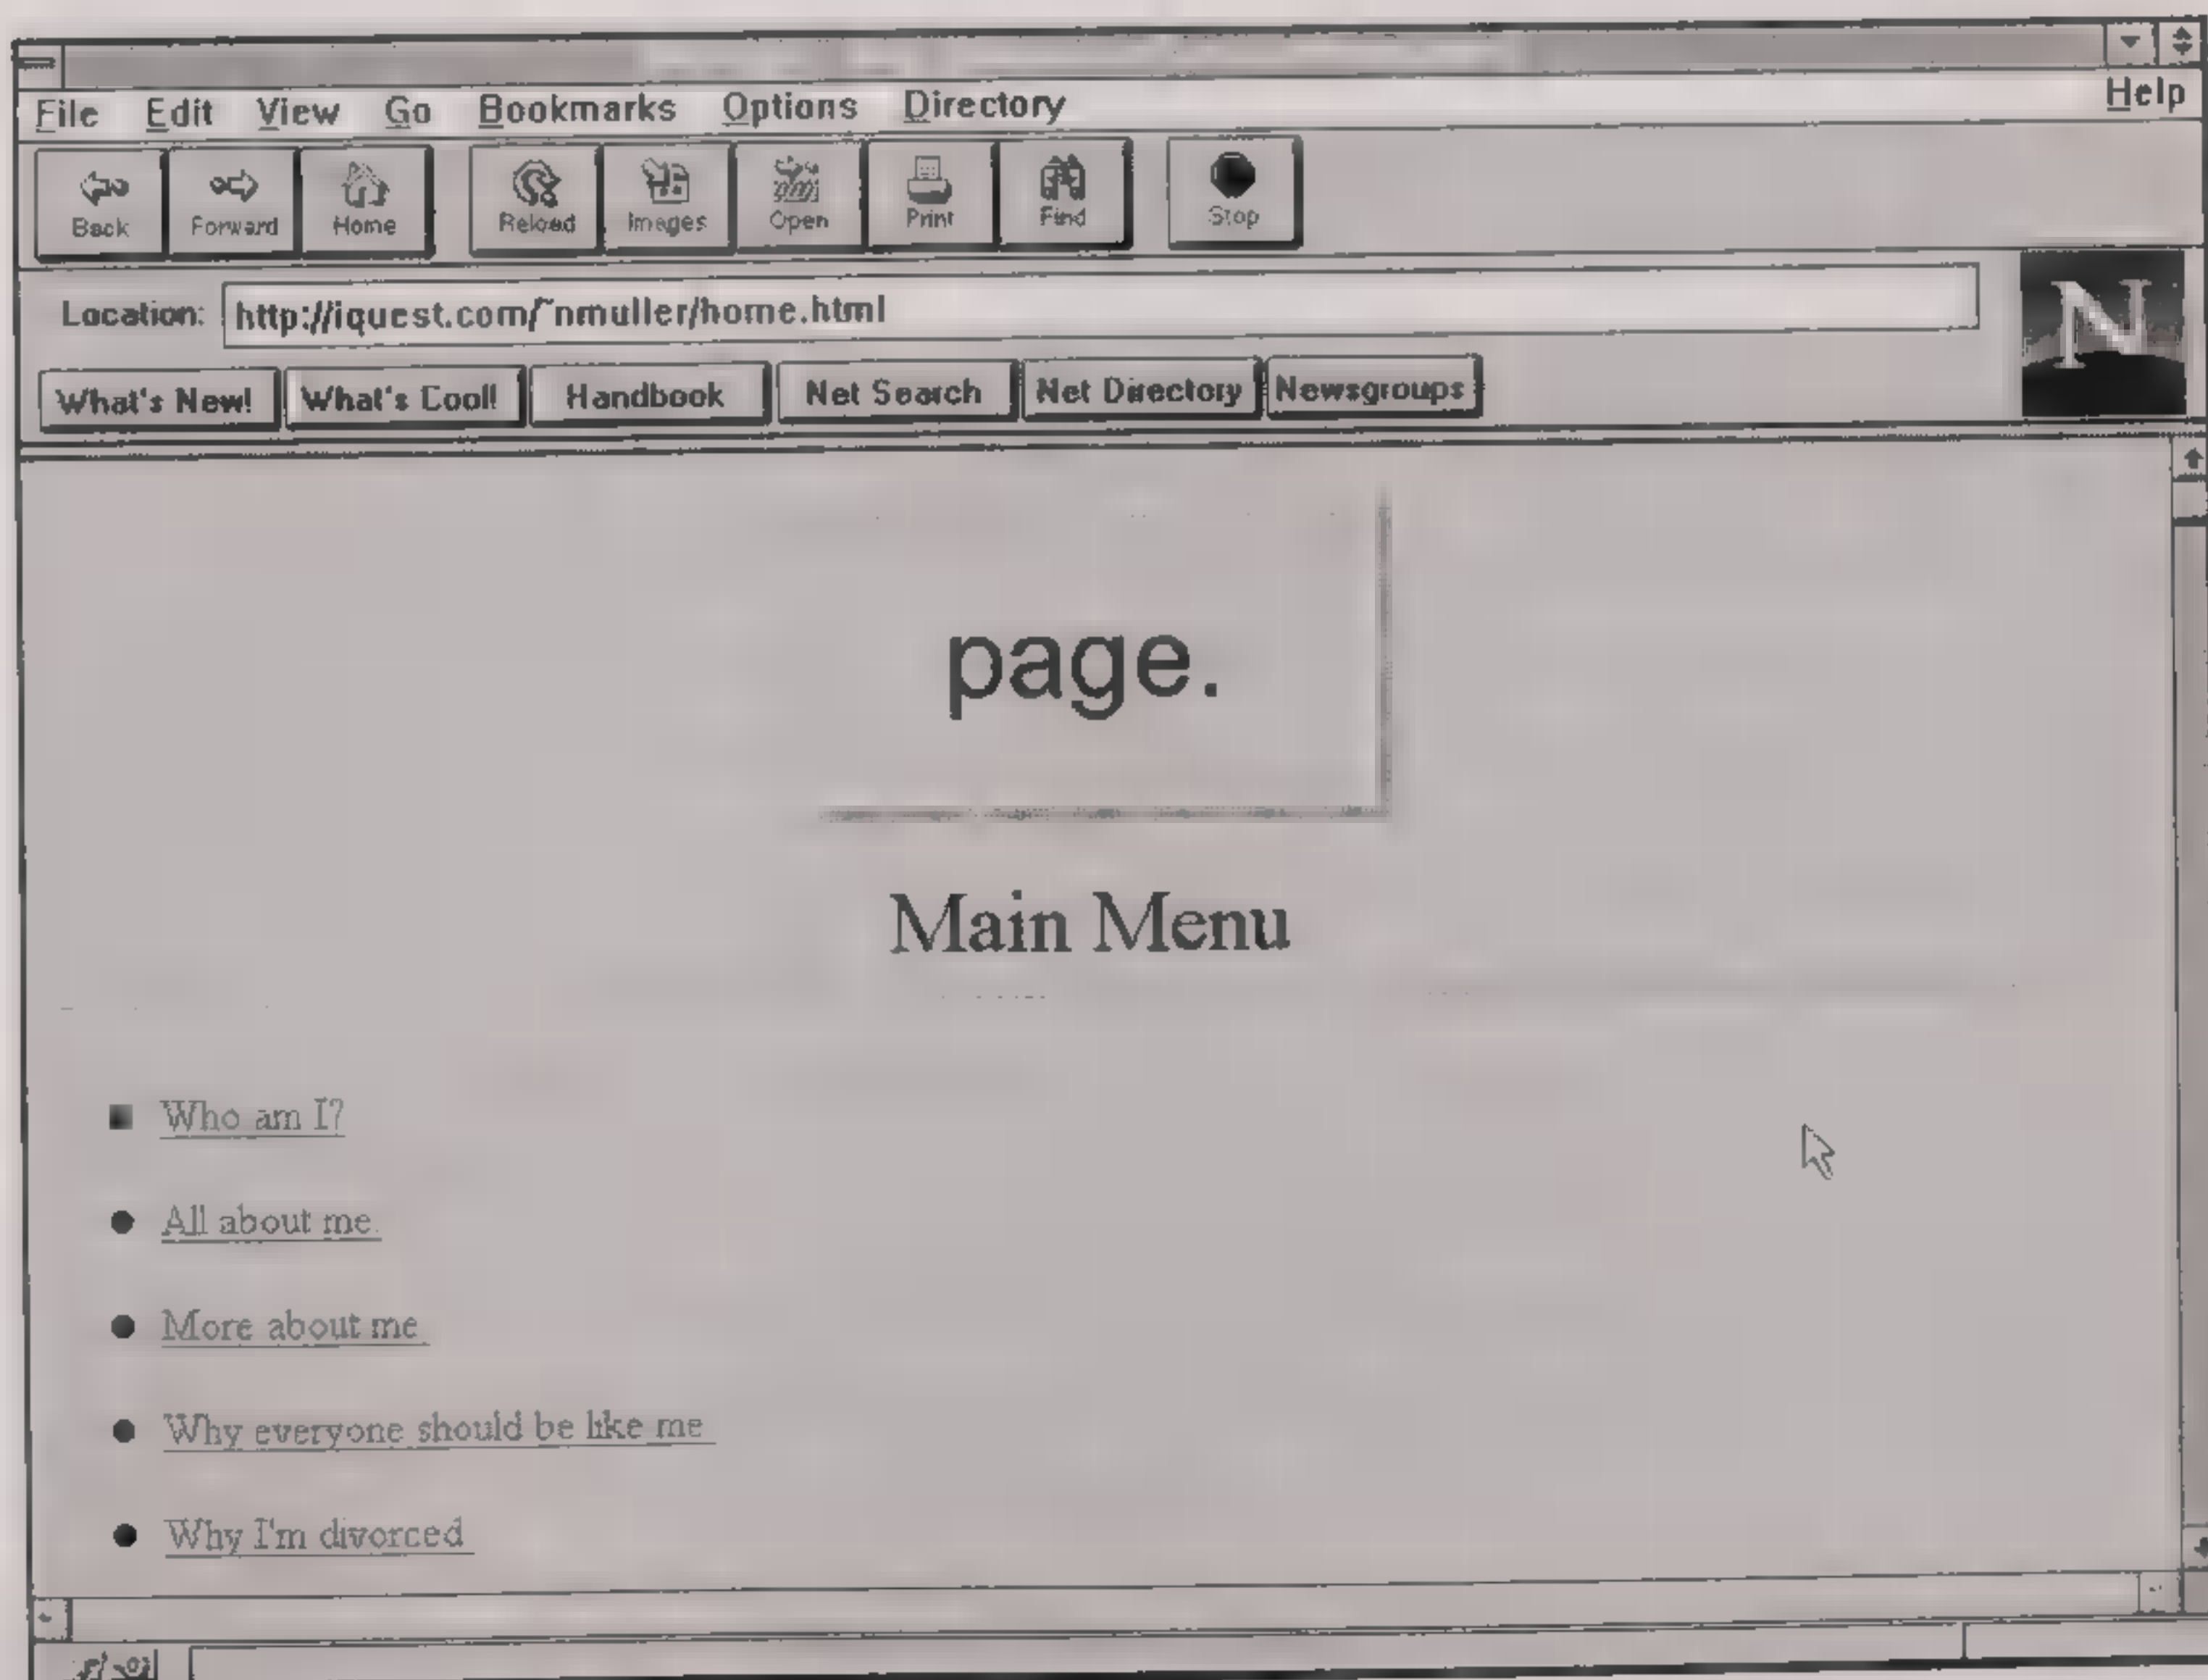 File Edit View Go Bookmarks Options Directory Help
Back Forward Home Reload Images Open Print Find Stop
Location: http://iquest.com/~nmuller/home.html
N
What's New! What's Cool! Handbook Net Search Net Directory Newsgroups
page.
Main Menu
Who am I?
All about me.
More about me
Why everyone should be like me
Why I'm divorced